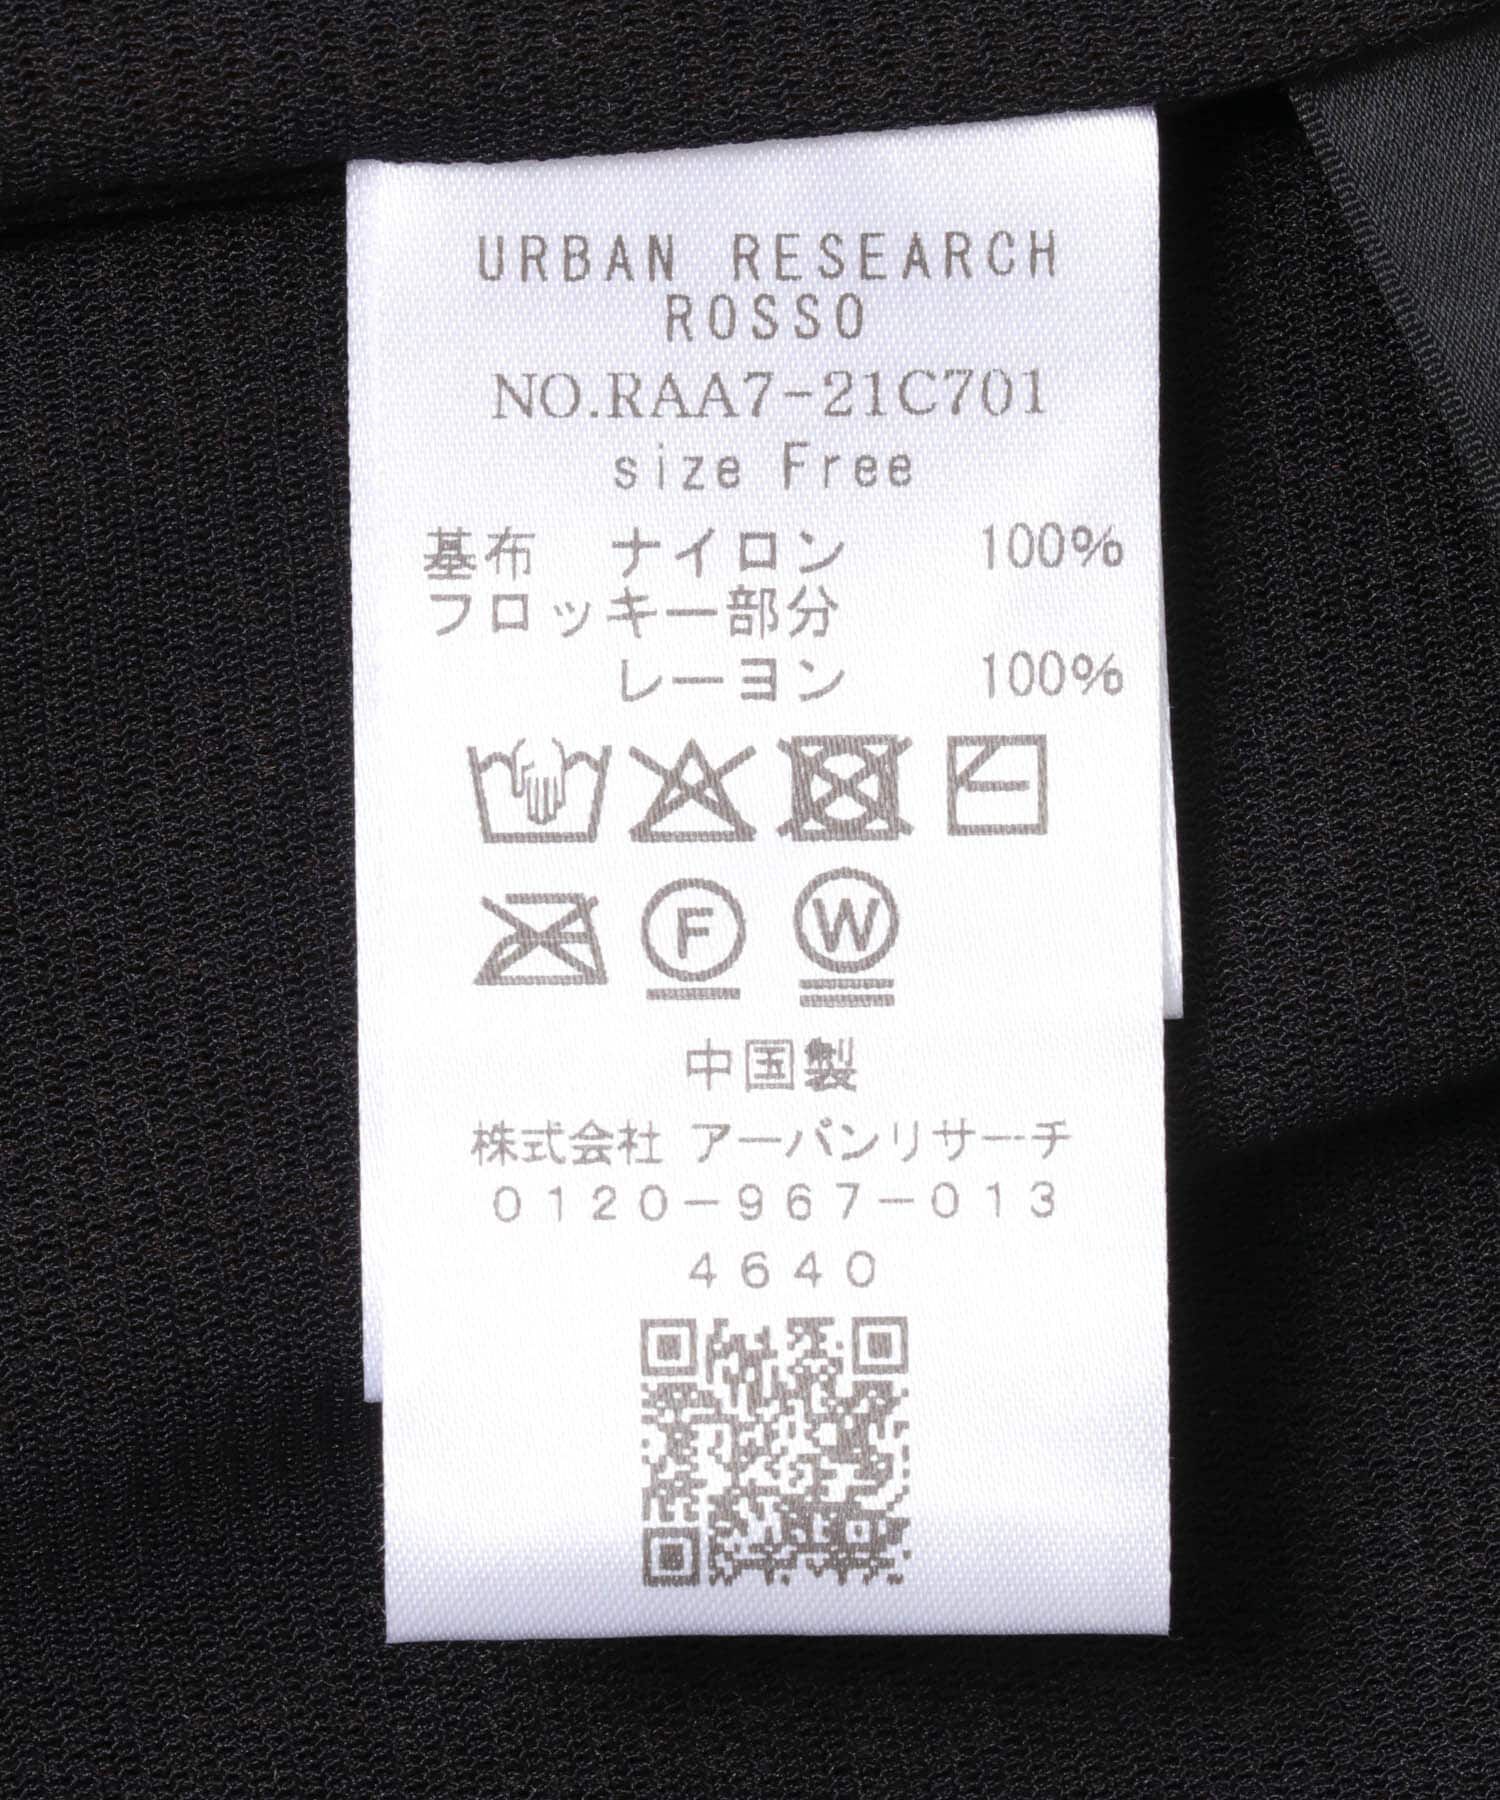 URBAN RESEARCH
ROSSO
NO.RAA7-21C701
size Free
基布 ナイロン 100%
フロッキー部分
レーヨン 100%
F W
中国製
株式会社 アーバンリサーチ
0120-967-013
4640